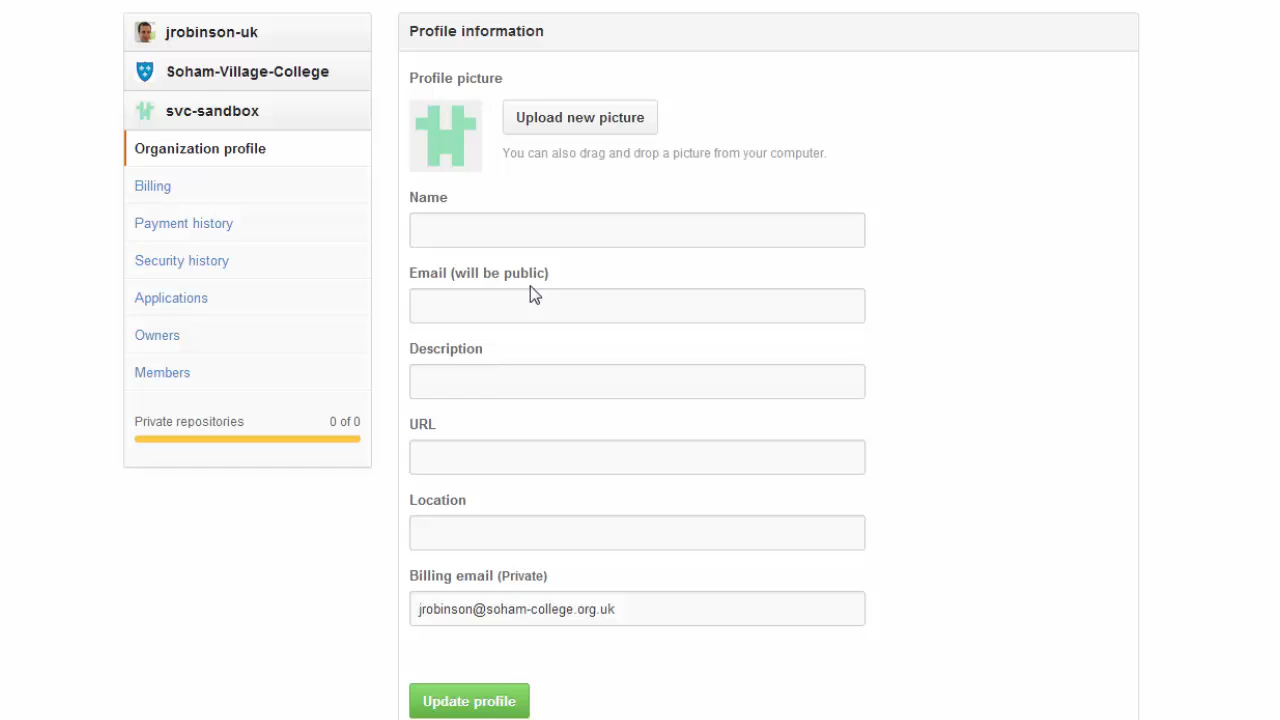 jrobinson-uk
Soham-Village-College
svc-sandbox
Organization profile
Billing
Payment history
Security history
Applications
Owners
Members
Private repositories 0 of 0
Profile information
Profile picture
Upload new picture
You can also drag and drop a picture from your computer.
Name
Email (will be public)
Description
URL
Location
Billing email (Private)
jrobinson@soham-college.org.uk
Update profile